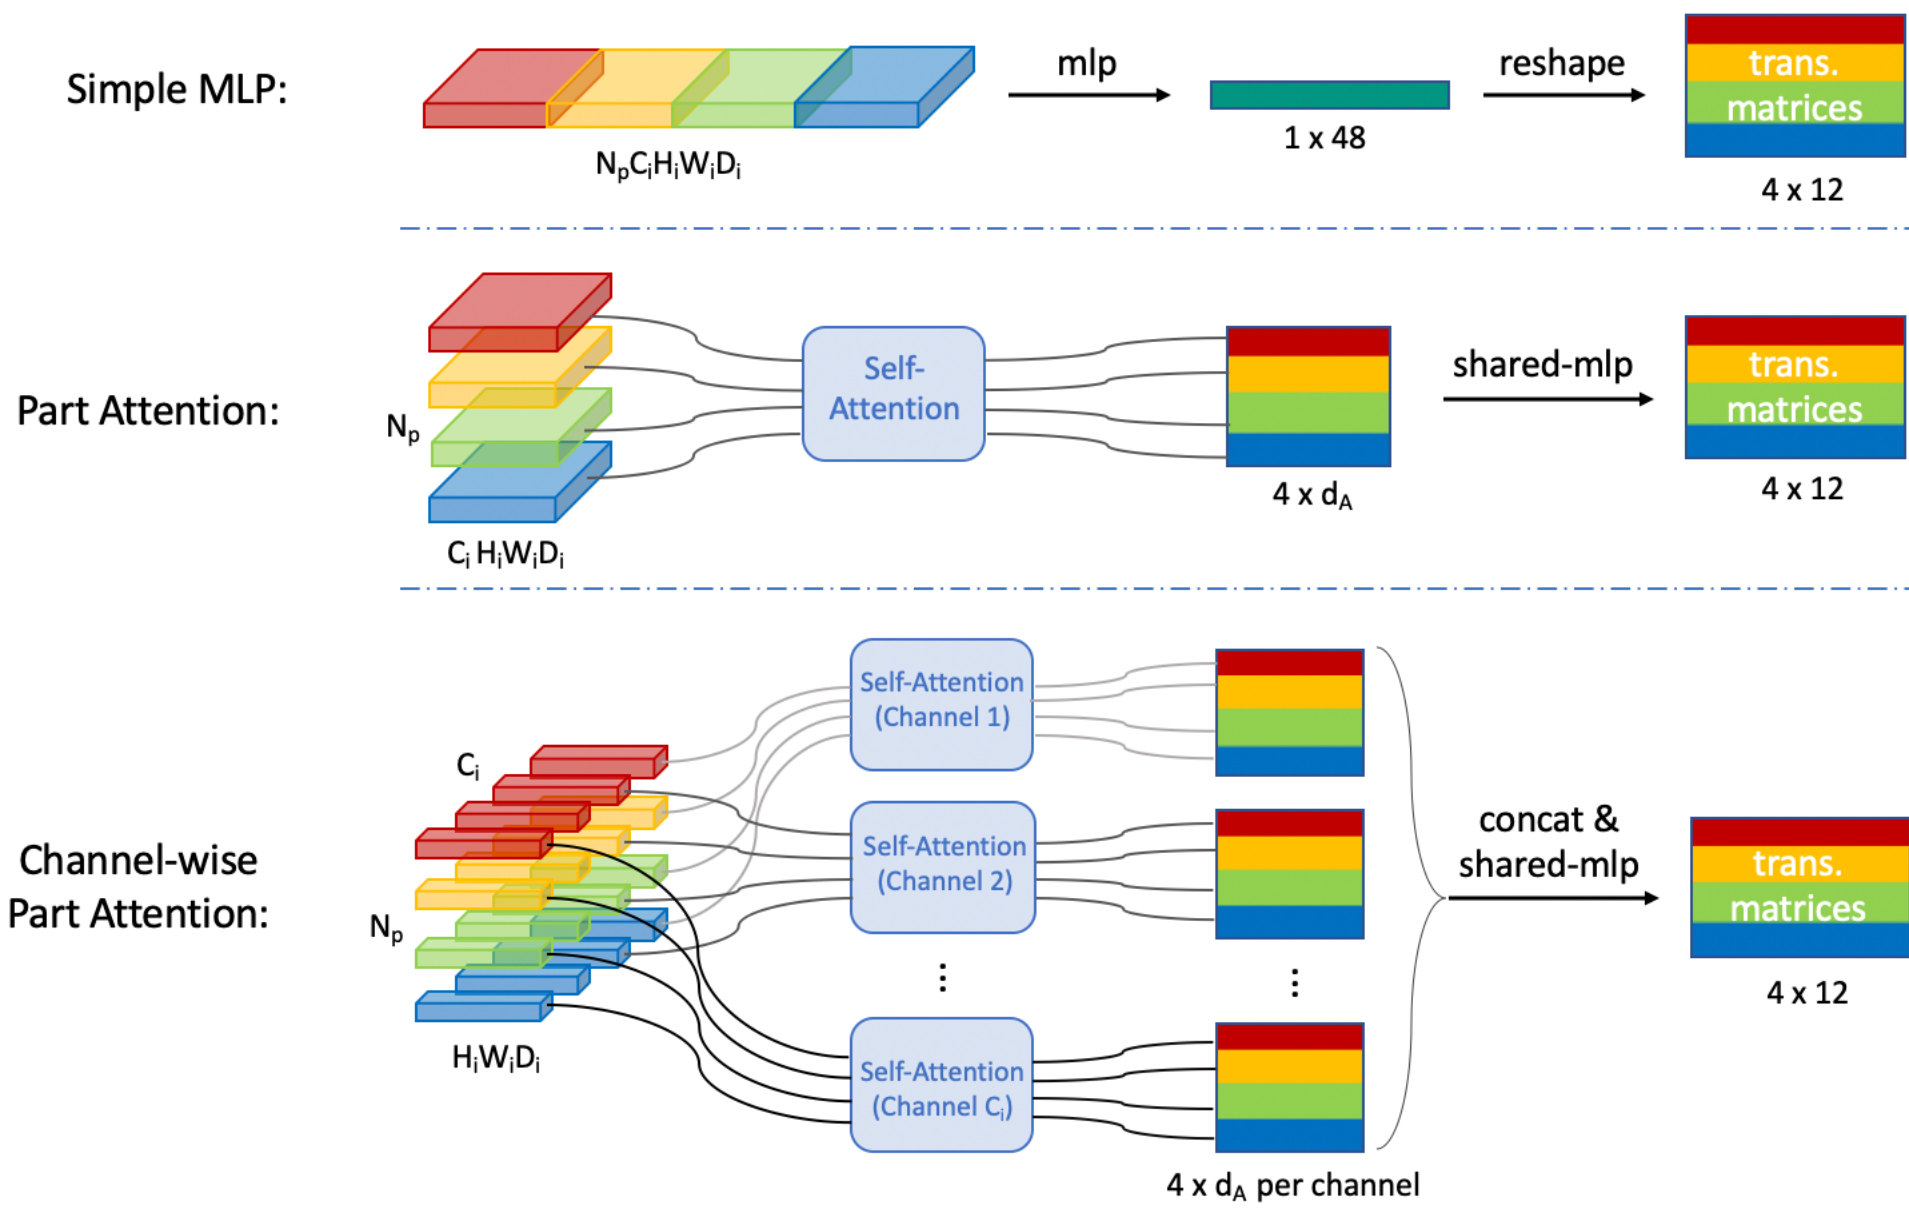 Simple MLP:
mlp
reshape
trans.
matrices
NₚCᵢHᵢWᵢDᵢ
1 x 48
4 x 12
Part Attention:
Nₚ
Self-
Attention
shared-mlp
trans.
matrices
CᵢHᵢWᵢDᵢ
4 x d_A
4 x 12
Channel-wise
Part Attention:
Cᵢ
Nₚ
HᵢWᵢDᵢ
Self-Attention
(Channel 1)
Self-Attention
(Channel 2)
⋮
⋮
Self-Attention
(Channel Cᵢ)
4 x d_A per channel
concat &
shared-mlp
trans.
matrices
4 x 12